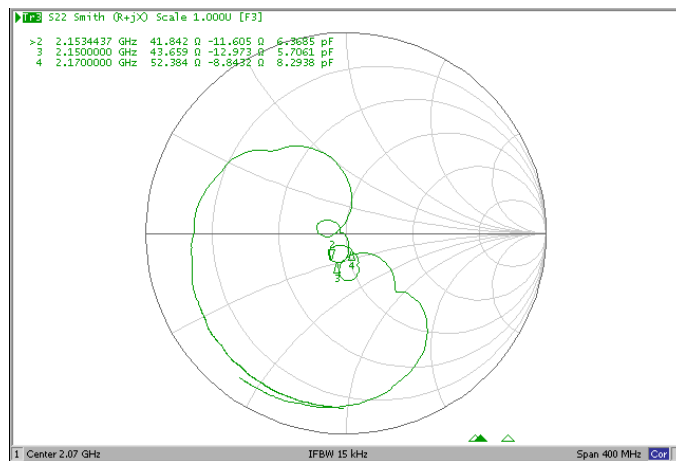 Tr3 S22 Smith (R+jX) Scale 1.000U [F3]
>2 2.1534437 GHz 41.842 Ω -11.605 Ω 6.3685 pF
3 2.1500000 GHz 43.659 Ω -12.973 Ω 5.7061 pF
4 2.1700000 GHz 52.384 Ω -8.8432 Ω 8.2938 pF
2
4
3
1 Center 2.07 GHz IFBW 15 kHz Span 400 MHz Cor